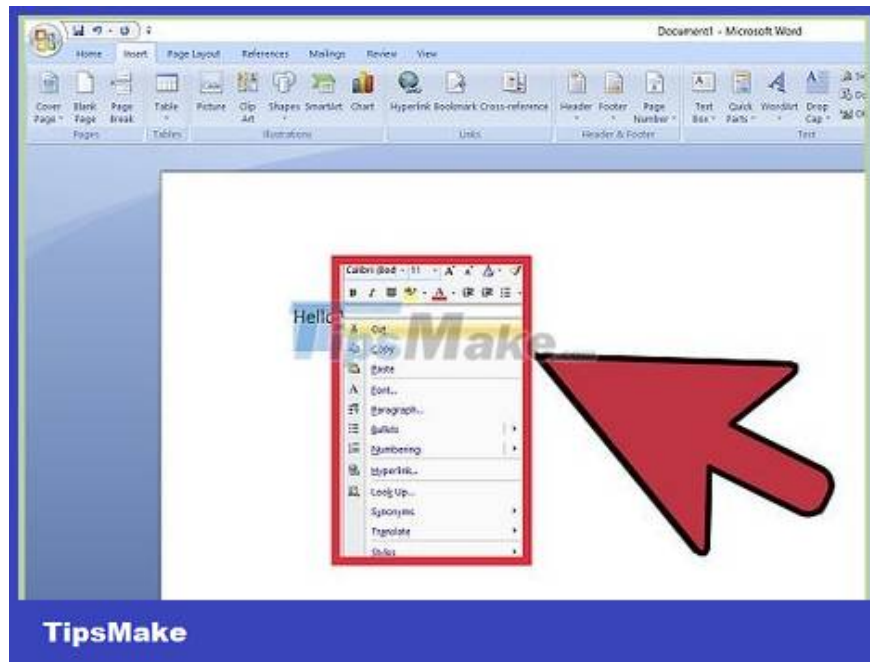 Document1 - Microsoft Word
Home Insert Page Layout References Mailings Review View
Cover Page Blank Page Page Break Table Picture Clip Art Shapes SmartArt Chart Hyperlink Bookmark Cross-reference Header Footer Page Number Text Box Quick Parts WordArt Drop Cap
Pages Tables Illustrations Links Header & Footer Text
Calibri (Bod 11 A A
B I A
Hello
Cut
TipsMake.com
Copy
Paste
A Font...
Paragraph...
Bullets
Numbering
Hyperlink...
Look Up...
Synonyms
Translate
Styles
TipsMake